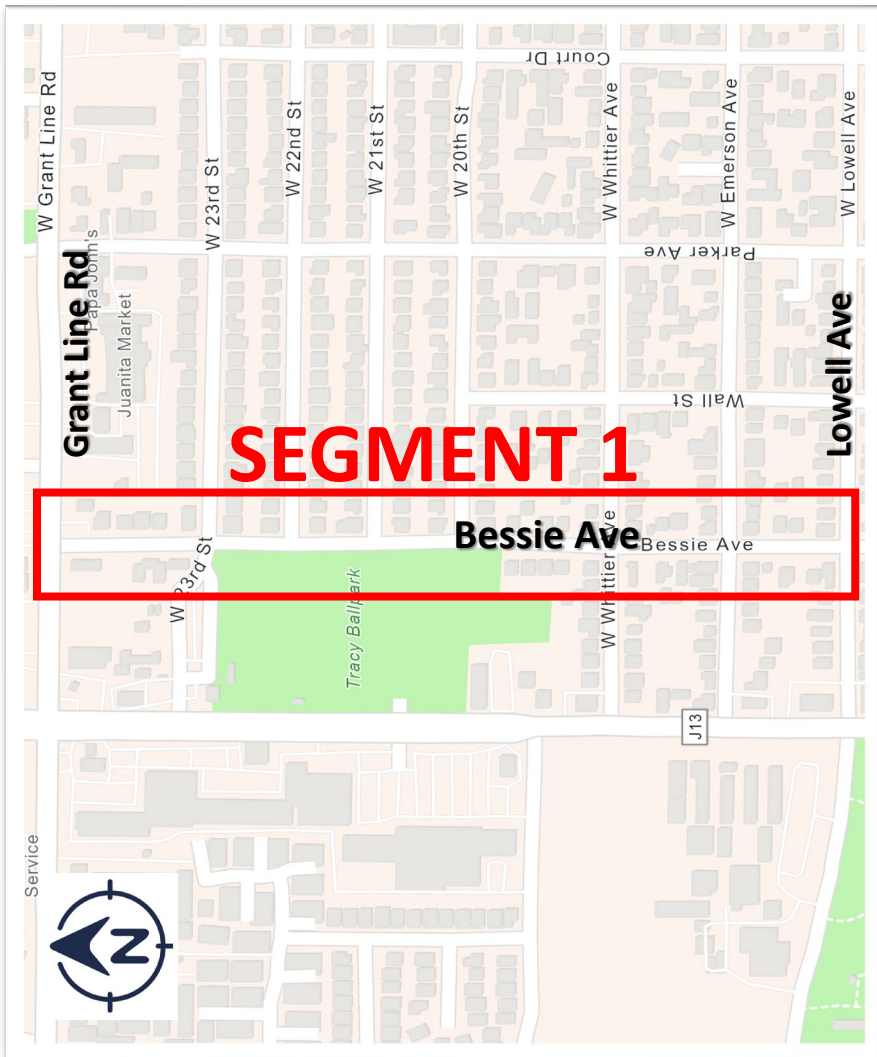 Court Dr
W Grant Line Rd
W 23rd St
W 22nd St
W 21st St
W 20th St
W Whittier Ave
W Emerson Ave
W Lowell Ave
Parker Ave
Grant Line Rd
Papa John's
Juanita Market
Lowell Ave
Wall St
SEGMENT 1
Bessie Ave
Bessie Ave
W 23rd St
W Whittier Ave
Tracy Ballpark
J13
Service
N